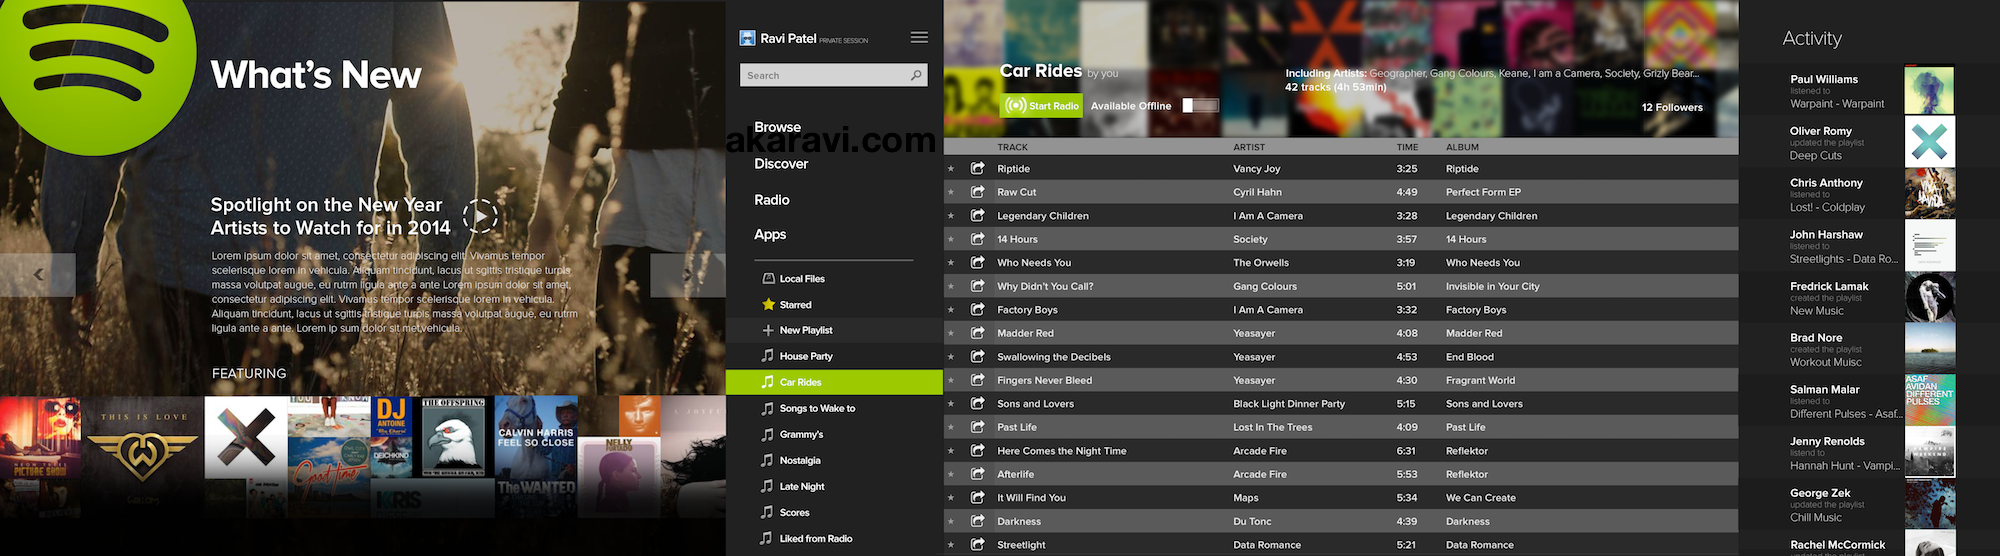 What's New
Spotlight on the New Year
Artists to Watch for in 2014
Lorem ipsum dolor sit amet, consectetur adipiscing elit. Vivamus tempor
scelerisque lorem in vehicula. Aliquam tincidunt, lacus ut sgittis tristique turpis
massa volutpat augue, eu rutrm ligula ante a ante Lorem ipsum dolor sit amet,
consectetur adipiscing elit. Vivamus tempor scelerisque lorem in vehicula.
Aliquam tincidunt, lacus ut sgittis tristique turpis massa volutpat augue, eu rutrm
ligula ante a ante. Lorem ip sum dolor sit met,vehicula.
FEATURING
THIS IS LOVE
PICTURE SHOW
DJ
ANTOINE
DEICHKIND
KRIS
Good Time
THE OFFSPRING
CALVIN HARRIS
FEEL SO CLOSE
The WANTED
NELLY
FURTADO
Ravi Patel PRIVATE SESSION
Search
akaravi.com
Browse
Discover
Radio
Apps
Local Files
Starred
New Playlist
House Party
Car Rides
Songs to Wake to
Grammy's
Nostalgia
Late Night
Scores
Liked from Radio
Car Rides by you
Including Artists: Geographer, Gang Colours, Keane, I am a Camera, Society, Grizly Bear...
42 tracks (4h 53min)
Start Radio Available Offline
12 Followers
TRACK ARTIST TIME ALBUM
Riptide Vancy Joy 3:25 Riptide
Raw Cut Cyril Hahn 4:49 Perfect Form EP
Legendary Children I Am A Camera 3:28 Legendary Children
14 Hours Society 3:57 14 Hours
Who Needs You The Orwells 3:19 Who Needs You
Why Didn't You Call? Gang Colours 5:01 Invisible in Your City
Factory Boys I Am A Camera 3:32 Factory Boys
Madder Red Yeasayer 4:08 Madder Red
Swallowing the Decibels Yeasayer 4:53 End Blood
Fingers Never Bleed Yeasayer 4:30 Fragrant World
Sons and Lovers Black Light Dinner Party 5:15 Sons and Lovers
Past Life Lost In The Trees 4:09 Past Life
Here Comes the Night Time Arcade Fire 6:31 Reflektor
Afterlife Arcade Fire 5:53 Reflektor
It Will Find You Maps 5:34 We Can Create
Darkness Du Tonc 4:39 Darkness
Streetlight Data Romance 5:21 Data Romance
Activity
Paul Williams
listened to
Warpaint - Warpaint
Oliver Romy
updated the playlist
Deep Cuts
Chris Anthony
listened to
Lost! - Coldplay
John Harshaw
listened to
Streetlights - Data Ro...
Fredrick Lamak
created the playlist
New Music
Brad Nore
created the playlist
Workout Muisc
Salman Malar
listened to
Different Pulses - Asaf...
ASAF
AVIDAN
DIFFERENT
PULSES
Jenny Renolds
listend to
Hannah Hunt - Vampi...
George Zek
updated the playlist
Chill Music
Rachel McCormick